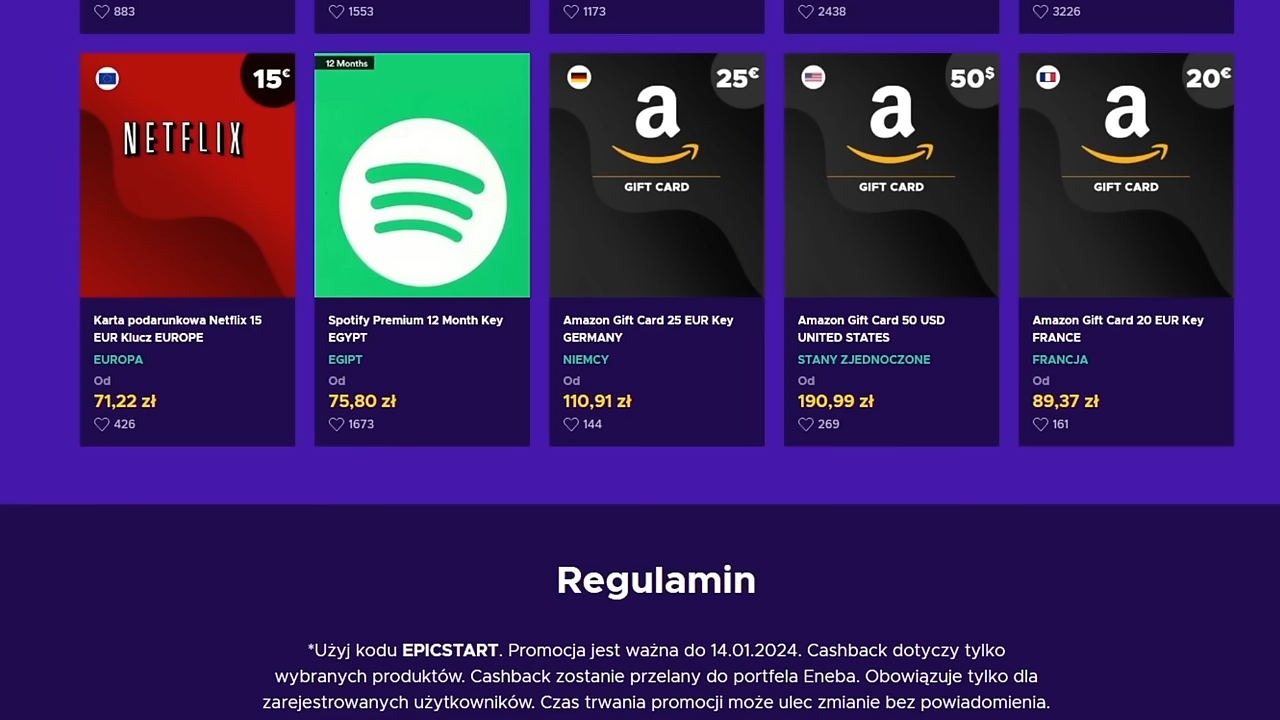 883
1553
1173
2438
3226
15€
NETFLIX
Karta podarunkowa Netflix 15
EUR Klucz EUROPE
EUROPA
Od
71,22 zł
426
12 Months
Spotify Premium 12 Month Key
EGYPT
EGIPT
Od
75,80 zł
1673
25€
a
GIFT CARD
Amazon Gift Card 25 EUR Key
GERMANY
NIEMCY
Od
110,91 zł
144
50$
a
GIFT CARD
Amazon Gift Card 50 USD
UNITED STATES
STANY ZJEDNOCZONE
Od
190,99 zł
269
20€
a
GIFT CARD
Amazon Gift Card 20 EUR Key
FRANCE
FRANCJA
Od
89,37 zł
161
Regulamin
*Użyj kodu EPICSTART. Promocja jest ważna do 14.01.2024. Cashback dotyczy tylko
wybranych produktów. Cashback zostanie przelany do portfela Eneba. Obowiązuje tylko dla
zarejestrowanych użytkowników. Czas trwania promocji może ulec zmianie bez powiadomienia.